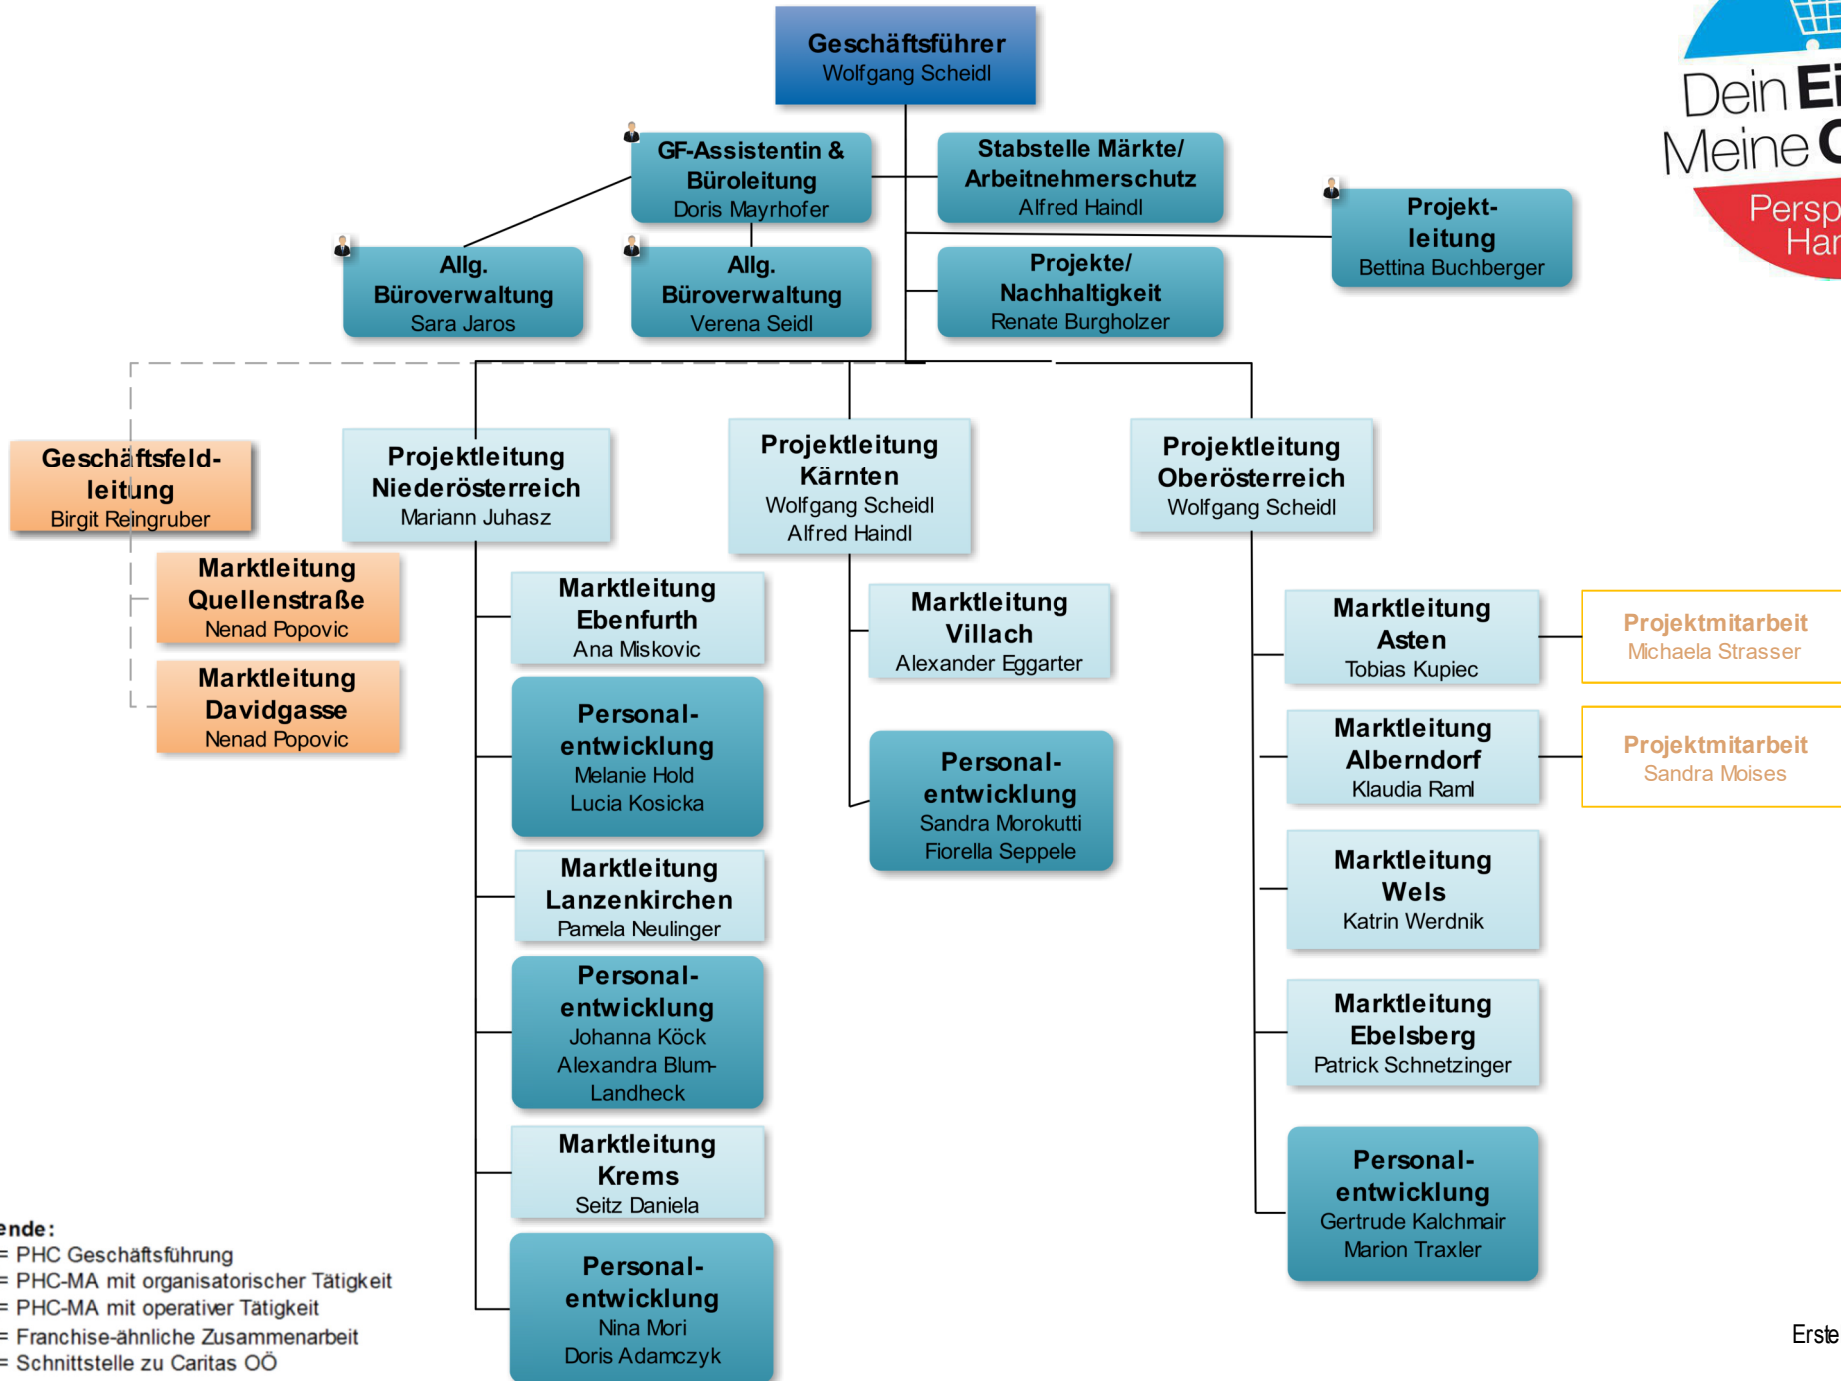 Geschäftsführer
Wolfgang Scheidl
Dein
Meine
GF-Assistentin &
Büroleitung
Doris Mayrhofer
Stabstelle Märkte/
Arbeitnehmerschutz
Alfred Haindl
Projekt-
leitung
Bettina Buchberger
Allg.
Büroverwaltung
Sara Jaros
Allg.
Büroverwaltung
Verena Seidl
Projekte/
Nachhaltigkeit
Renate Burgholzer
Geschäftsfeld-
leitung
Birgit Reingruber
Marktleitung
Quellenstraße
Nenad Popovic
Marktleitung
Davidgasse
Nenad Popovic
Projektleitung
Niederösterreich
Mariann Juhasz
Marktleitung
Ebenfurth
Ana Miskovic
Personal-
entwicklung
Melanie Hold
Lucia Kosicka
Marktleitung
Lanzenkirchen
Pamela Neulinger
Personal-
entwicklung
Johanna Köck
Alexandra Blum-
Landheck
Marktleitung
Krems
Seitz Daniela
Personal-
entwicklung
Nina Mori
Doris Adamczyk
Projektleitung
Kärnten
Wolfgang Scheidl
Alfred Haindl
Marktleitung
Villach
Alexander Eggarter
Personal-
entwicklung
Sandra Morokutti
Fiorella Seppele
Projektleitung
Oberösterreich
Wolfgang Scheidl
Marktleitung
Asten
Tobias Kupiec
Projektmitarbeit
Michaela Strasser
Marktleitung
Alberndorf
Klaudia Raml
Projektmitarbeit
Sandra Moises
Marktleitung
Wels
Katrin Werdnik
Marktleitung
Ebelsberg
Patrick Schnetzinger
Personal-
entwicklung
Gertrude Kalchmair
Marion Traxler
ende:
= PHC Geschäftsführung
= PHC-MA mit organisatorischer Tätigkeit
= PHC-MA mit operativer Tätigkeit
= Franchise-ähnliche Zusammenarbeit
= Schnittstelle zu Caritas OÖ
Erste